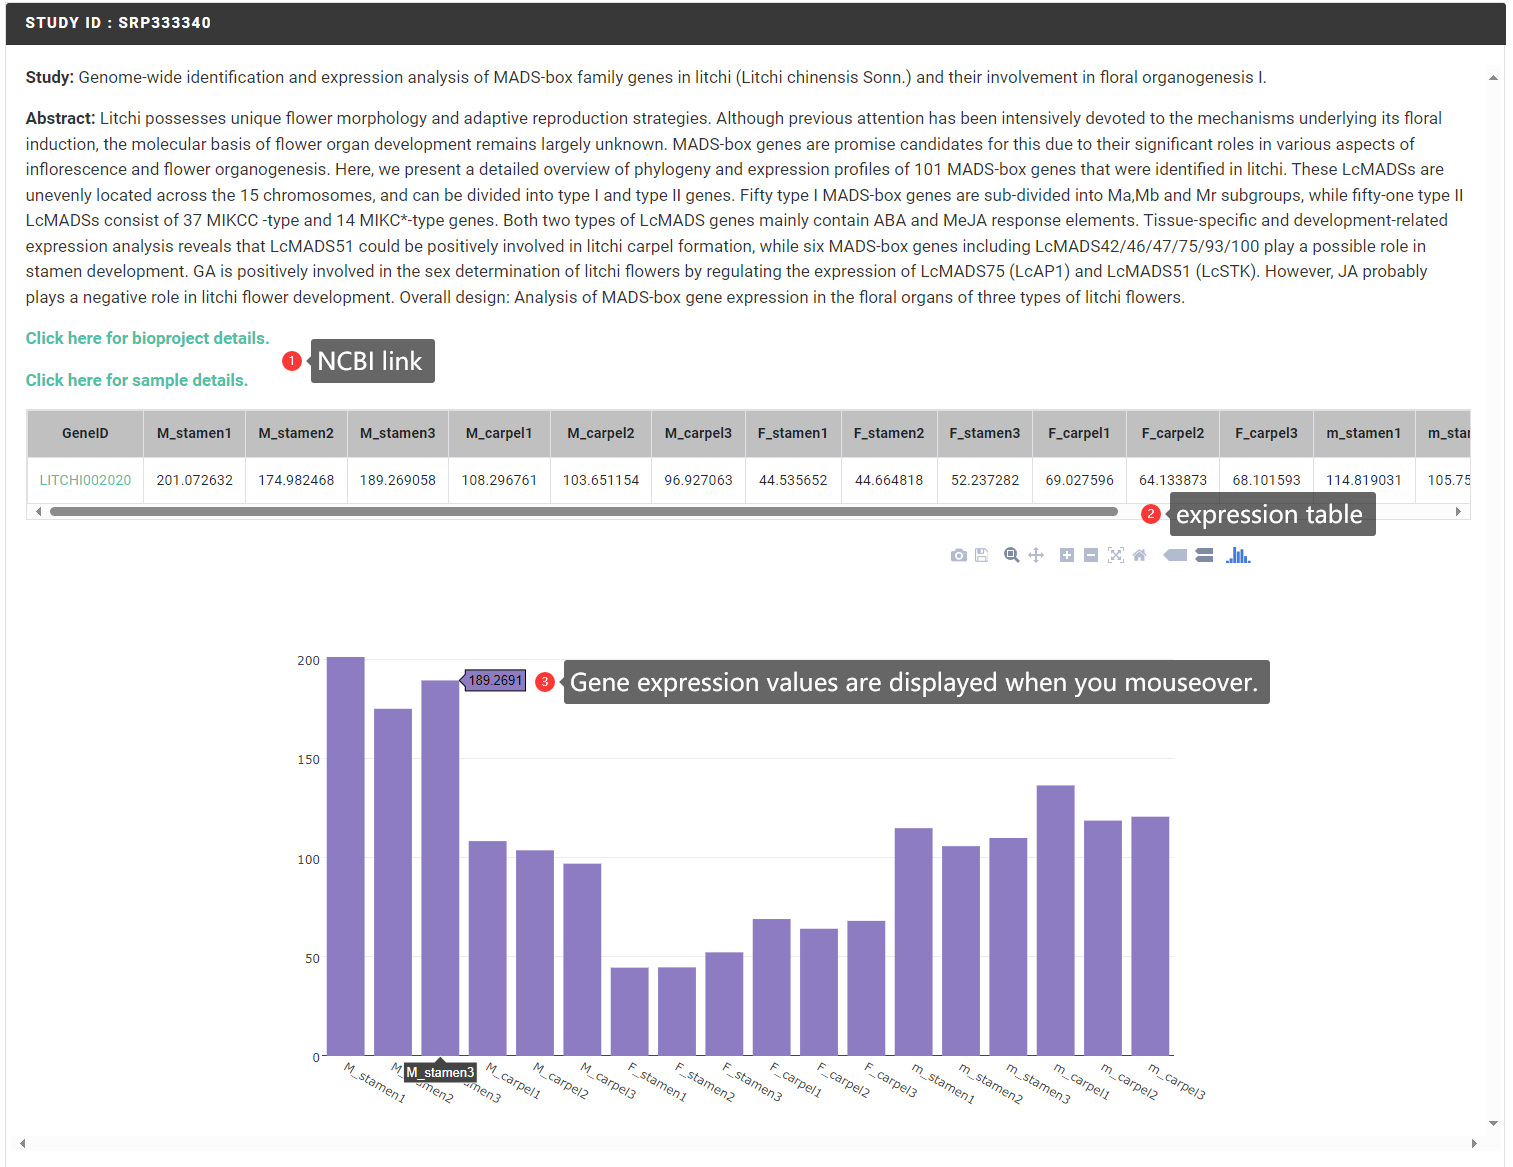 STUDY ID : SRP333340
Study: Genome-wide identification and expression analysis of MADS-box family genes in litchi (Litchi chinensis Sonn.) and their involvement in floral organogenesis I.
Abstract: Litchi possesses unique flower morphology and adaptive reproduction strategies. Although previous attention has been intensively devoted to the mechanisms underlying its floral
induction, the molecular basis of flower organ development remains largely unknown. MADS-box genes are promise candidates for this due to their significant roles in various aspects of
inflorescence and flower organogenesis. Here, we present a detailed overview of phylogeny and expression profiles of 101 MADS-box genes that were identified in litchi. These LcMADSs are
unevenly located across the 15 chromosomes, and can be divided into type I and type II genes. Fifty type I MADS-box genes are sub-divided into Ma,Mb and Mr subgroups, while fifty-one type II
LcMADSs consist of 37 MIKCC -type and 14 MIKC*-type genes. Both two types of LcMADS genes mainly contain ABA and MeJA response elements. Tissue-specific and development-related
expression analysis reveals that LcMADS51 could be positively involved in litchi carpel formation, while six MADS-box genes including LcMADS42/46/47/75/93/100 play a possible role in
stamen development. GA is positively involved in the sex determination of litchi flowers by regulating the expression of LcMADS75 (LcAP1) and LcMADS51 (LcSTK). However, JA probably
plays a negative role in litchi flower development. Overall design: Analysis of MADS-box gene expression in the floral organs of three types of litchi flowers.
Click here for bioproject details.
1 NCBI link
Click here for sample details.
GeneID M_stamen1 M_stamen2 M_stamen3 M_carpel1 M_carpel2 M_carpel3 F_stamen1 F_stamen2 F_stamen3 F_carpel1 F_carpel2 F_carpel3 m_stamen1 m_star
LITCHI002020 201.072632 174.982468 189.269058 108.296761 103.651154 96.927063 44.535652 44.664818 52.237282 69.027596 64.133873 68.101593 114.819031 105.75
2 expression table
200
189.2691
3 Gene expression values are displayed when you mouseover.
150
100
50
0
M_stamen3
M_stamen1 M_ amen2 amen3 M_carpel1 M_carpel2 M_carpel3 F_stamen1 F_stamen2 F_stamen3 F_carpel1 F_carpel2 F_carpel3 m_stamen1 m_stamen2 m_stamen3 m_carpel1 m_carpel2 m_carpel3